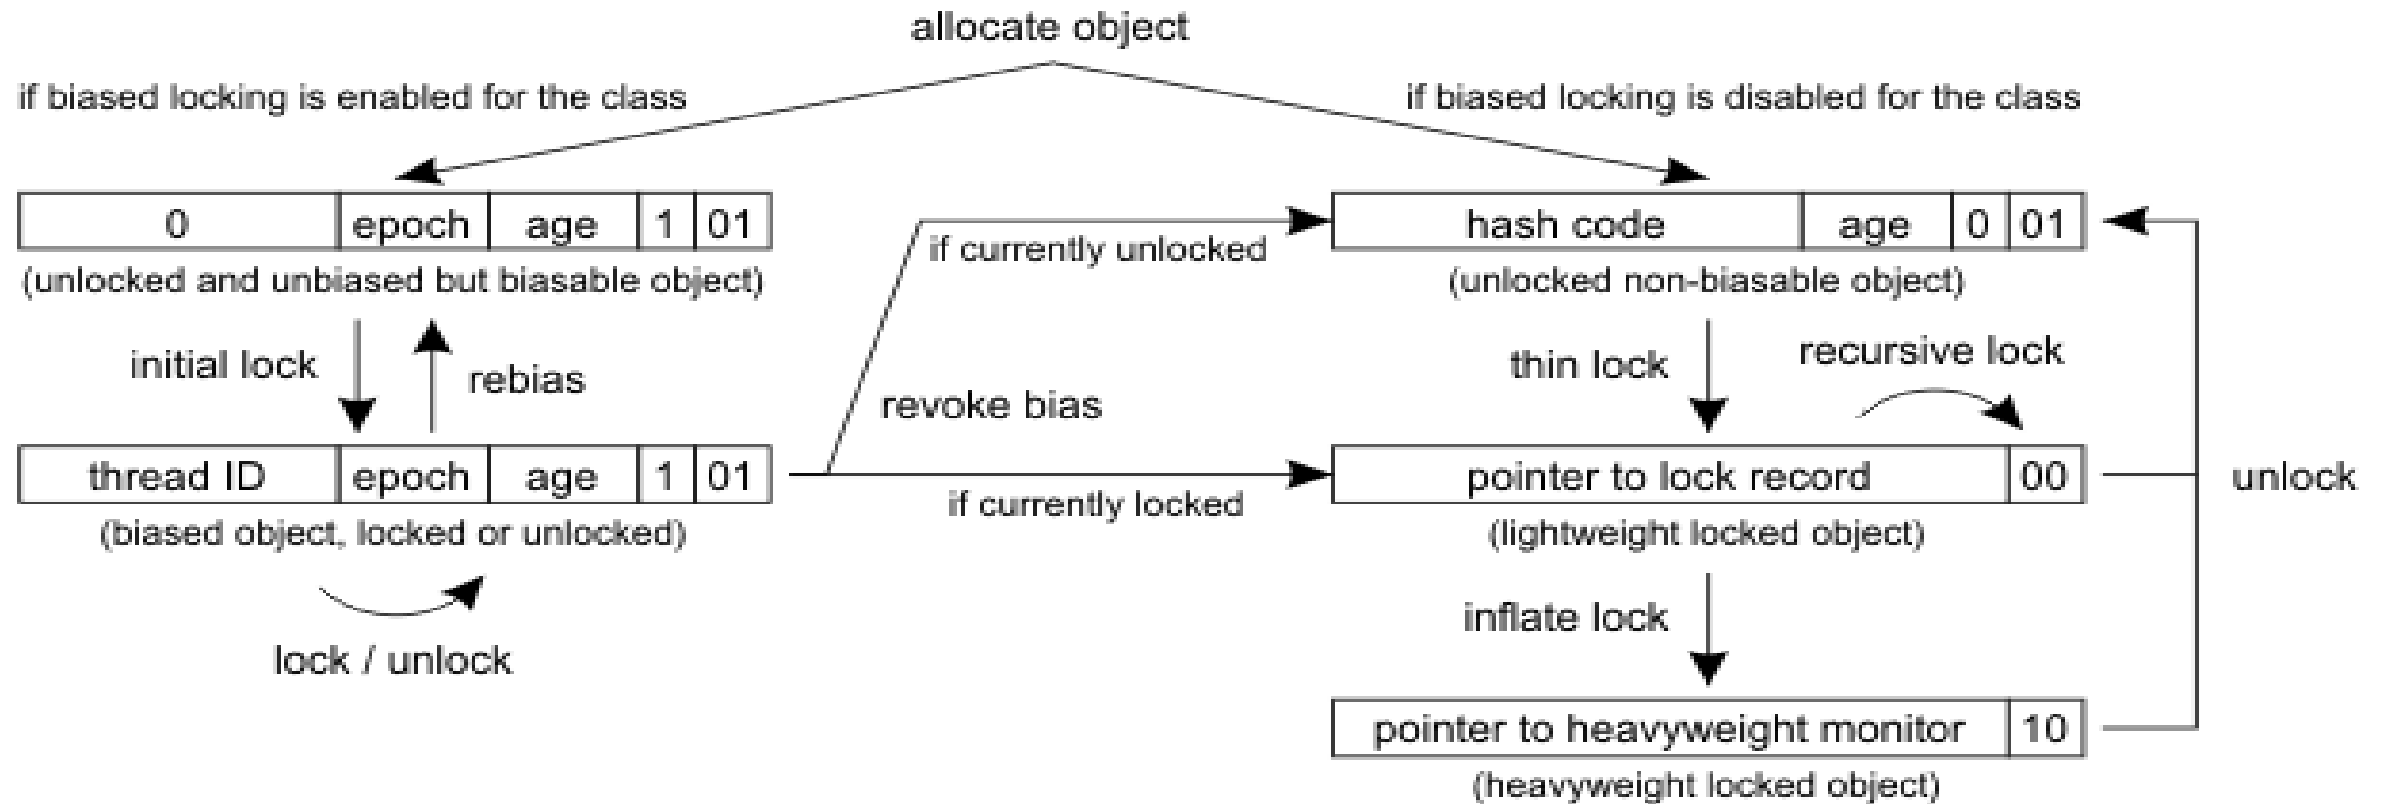 allocate object
if biased locking is enabled for the class
if biased locking is disabled for the class
0 epoch age 1 01
(unlocked and unbiased but biasable object)
if currently unlocked
hash code age 0 01
(unlocked non-biasable object)
initial lock
rebias
revoke bias
thin lock
recursive lock
thread ID epoch age 1 01
(biased object, locked or unlocked)
if currently locked
pointer to lock record 00
(lightweight locked object)
unlock
lock / unlock
inflate lock
pointer to heavyweight monitor 10
(heavyweight locked object)